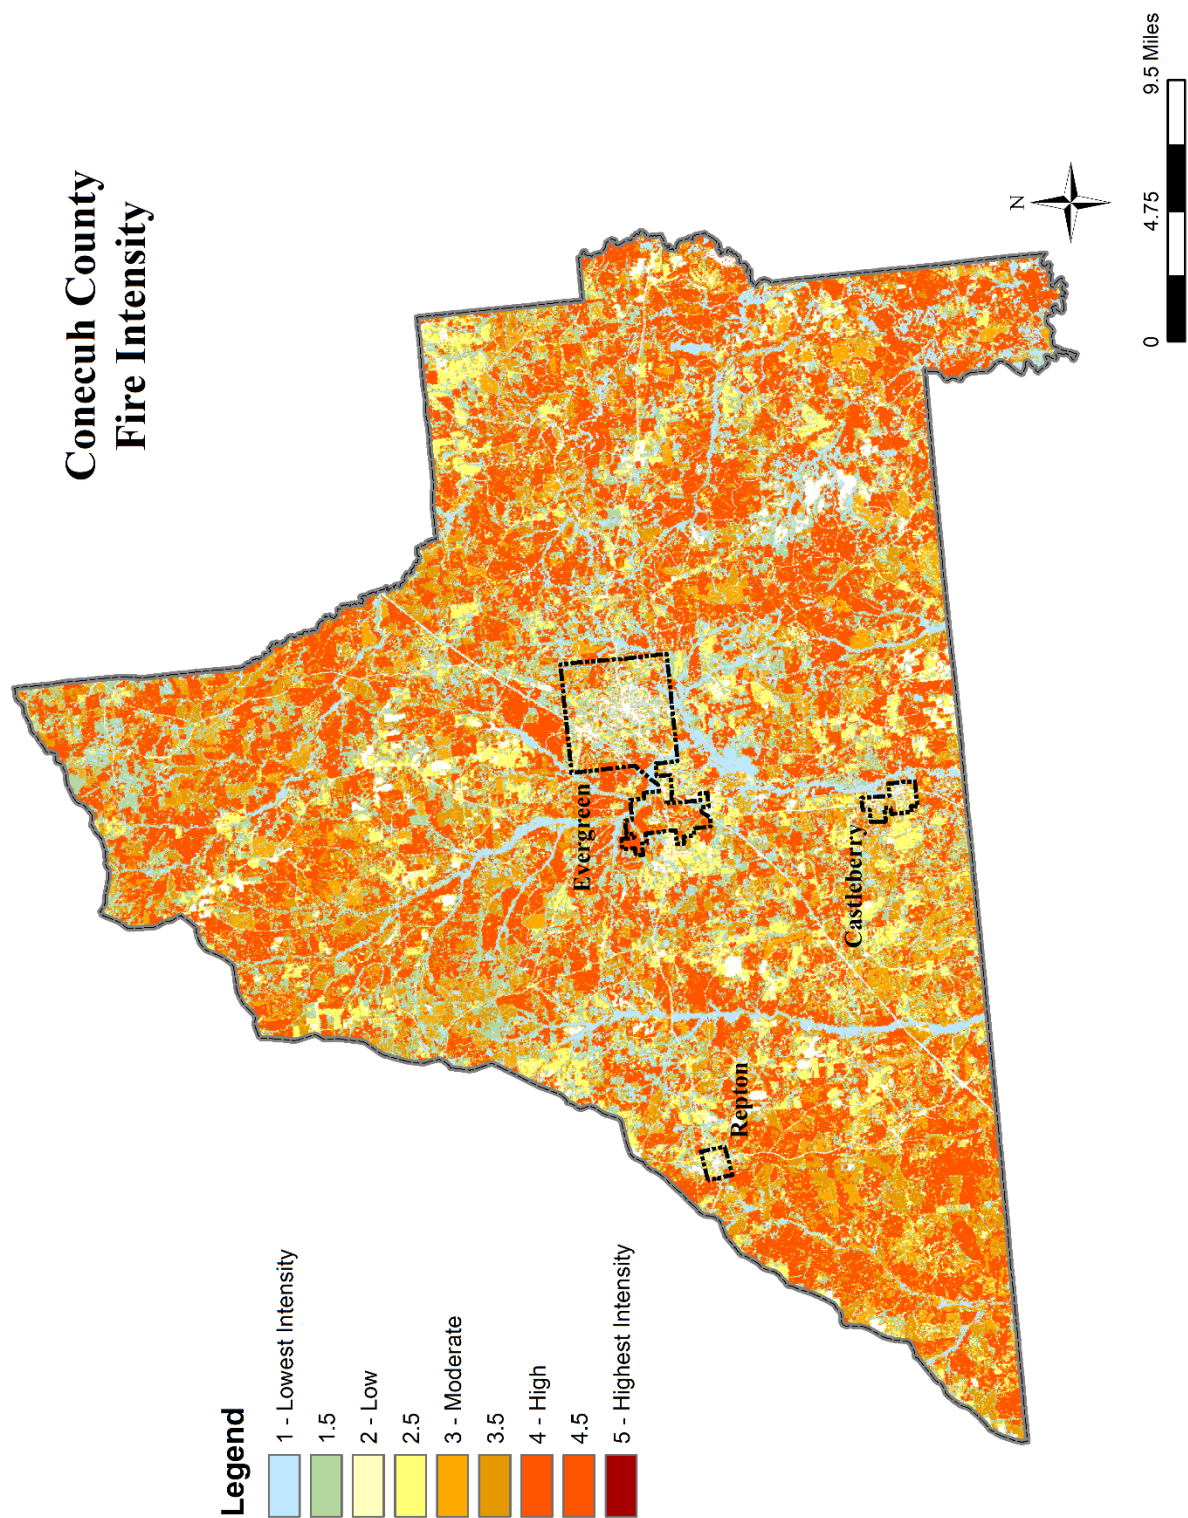 Conecuh County
Fire Intensity
Evergreen
Castleberry
Repton
Legend
1 - Lowest Intensity
1.5
2 - Low
2.5
3 - Moderate
3.5
4 - High
4.5
5 - Highest Intensity
N
0 4.75 9.5 Miles